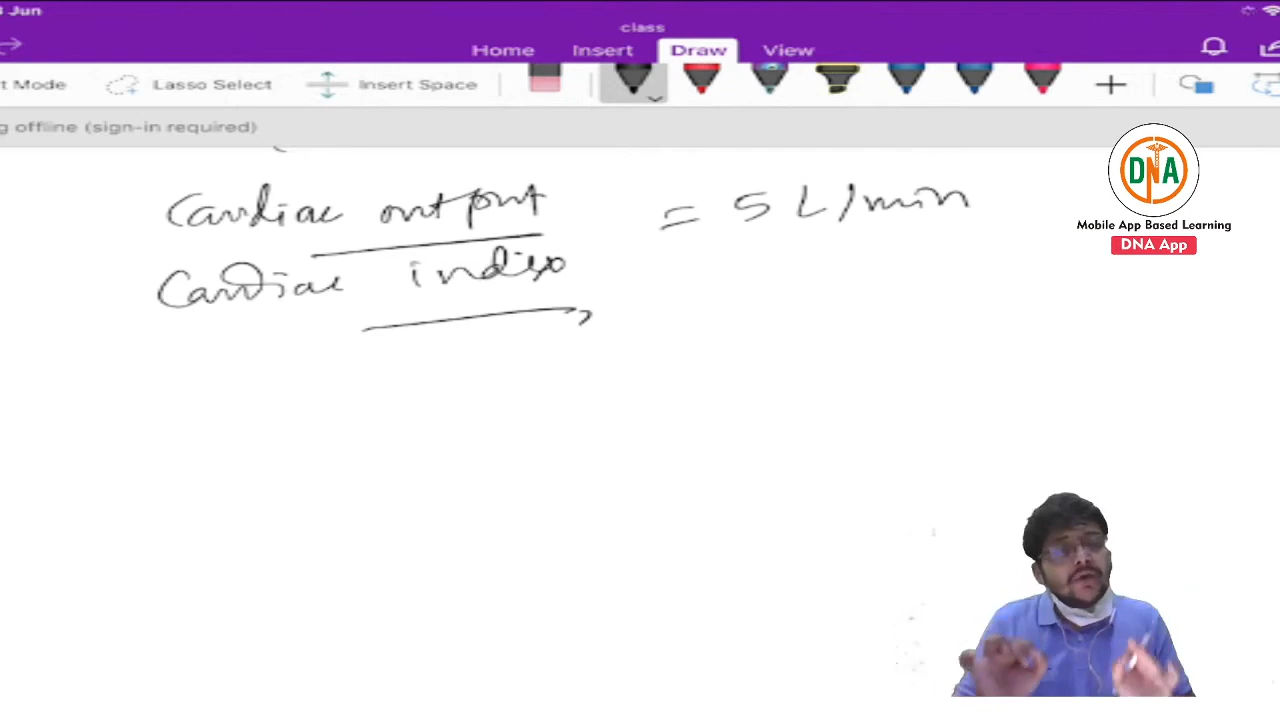 3 Jun
class
Home Insert Draw View
t Mode Lasso Select Insert Space
g offline (sign-in required)
DNA
Mobile App Based Learning
DNA App
Cardiac output = 5 L/min
Cardiac index